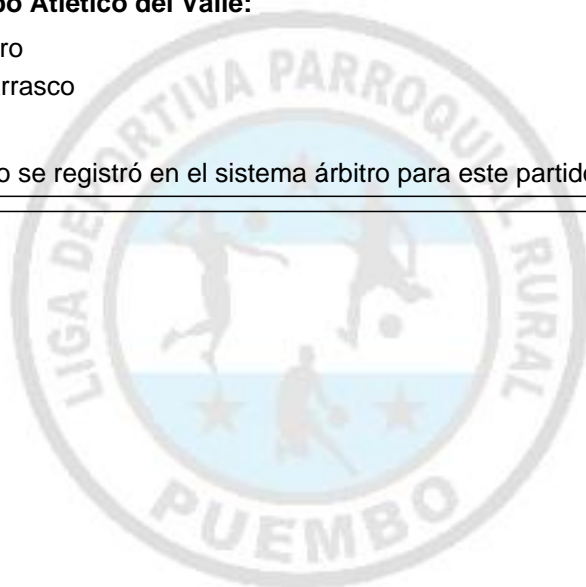 po Atlético del Valle:
ro
rrasco
o se registró en el sistema árbitro para este partido
LIGA DEPORTIVA PARROQUIAL RURAL
PUEMBO